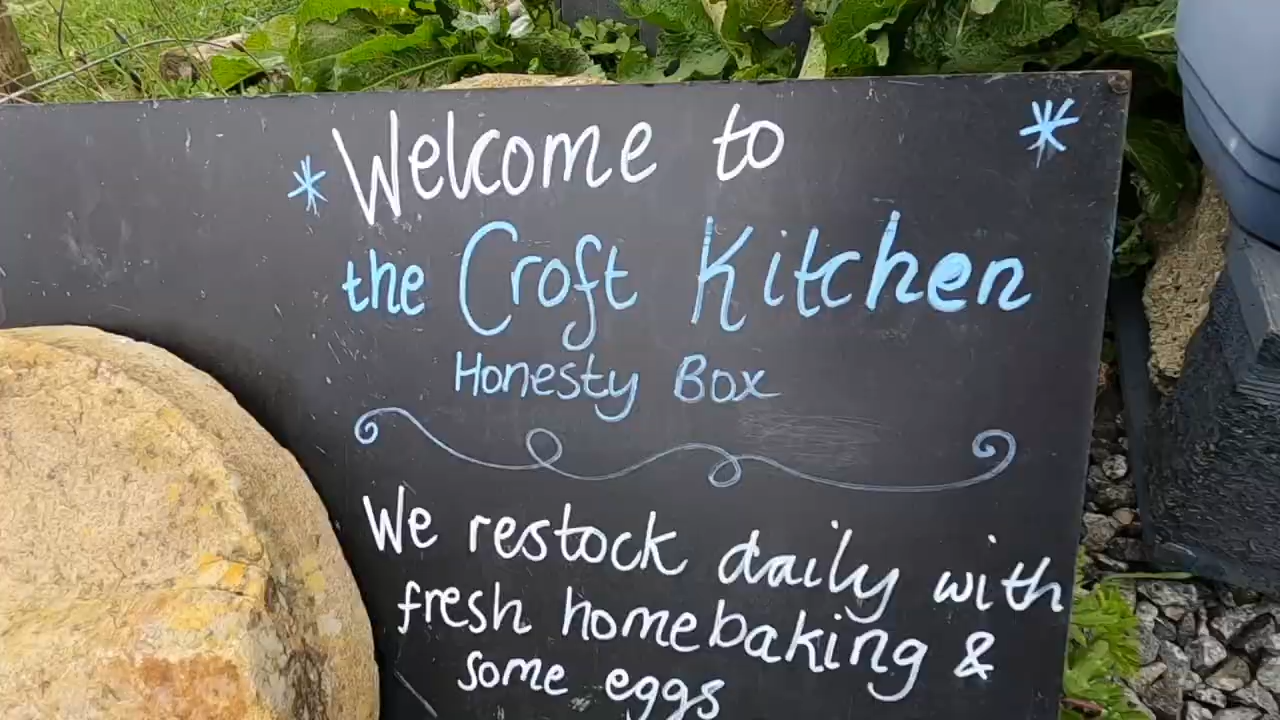 Welcome to
the Croft Kitchen
Honesty Box
We restock daily with
fresh homebaking &
some eggs